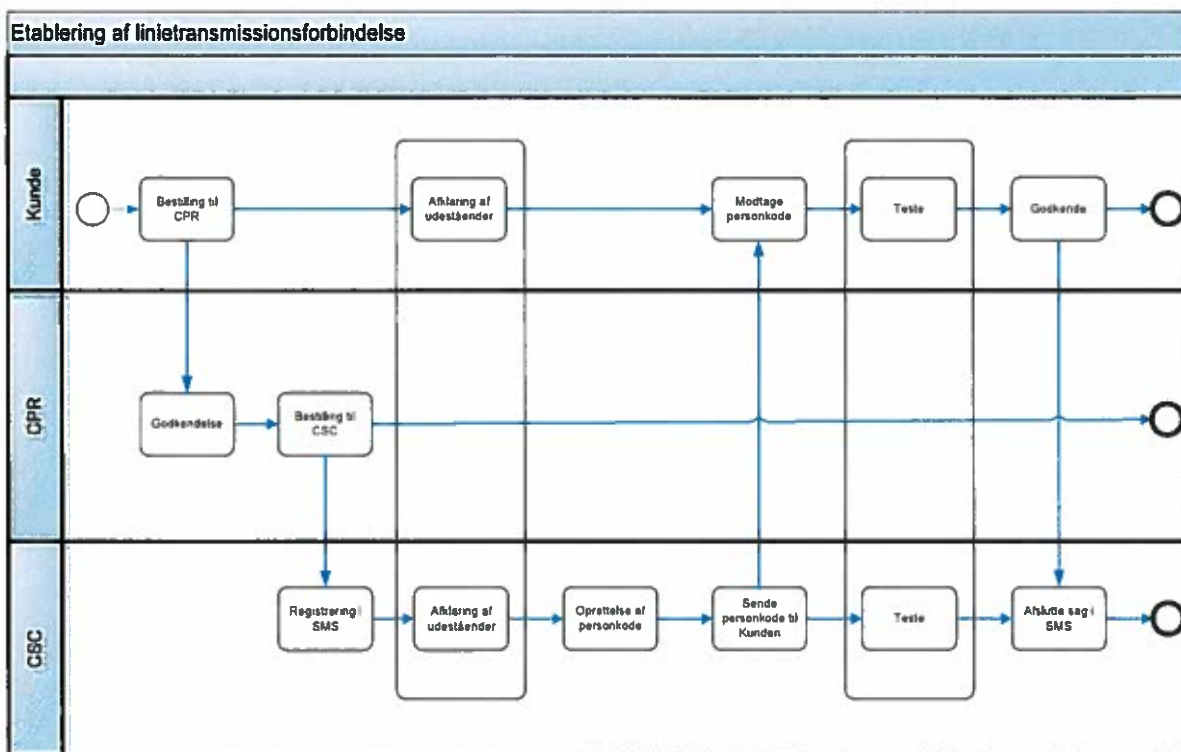 Etablering af linietransmissionsforbindelse
Kunde
Bestilling til
CPR
Afklaring af
udeståender
Modtage
personkode
Teste
Godkende
CPR
Godkendelse
Bestilling til
CSC
CSC
Registrering i
SMS
Afklaring af
udeståender
Oprettelse af
personkode
Sende
personkode til
Kunden
Teste
Afslutte sag i
SMS